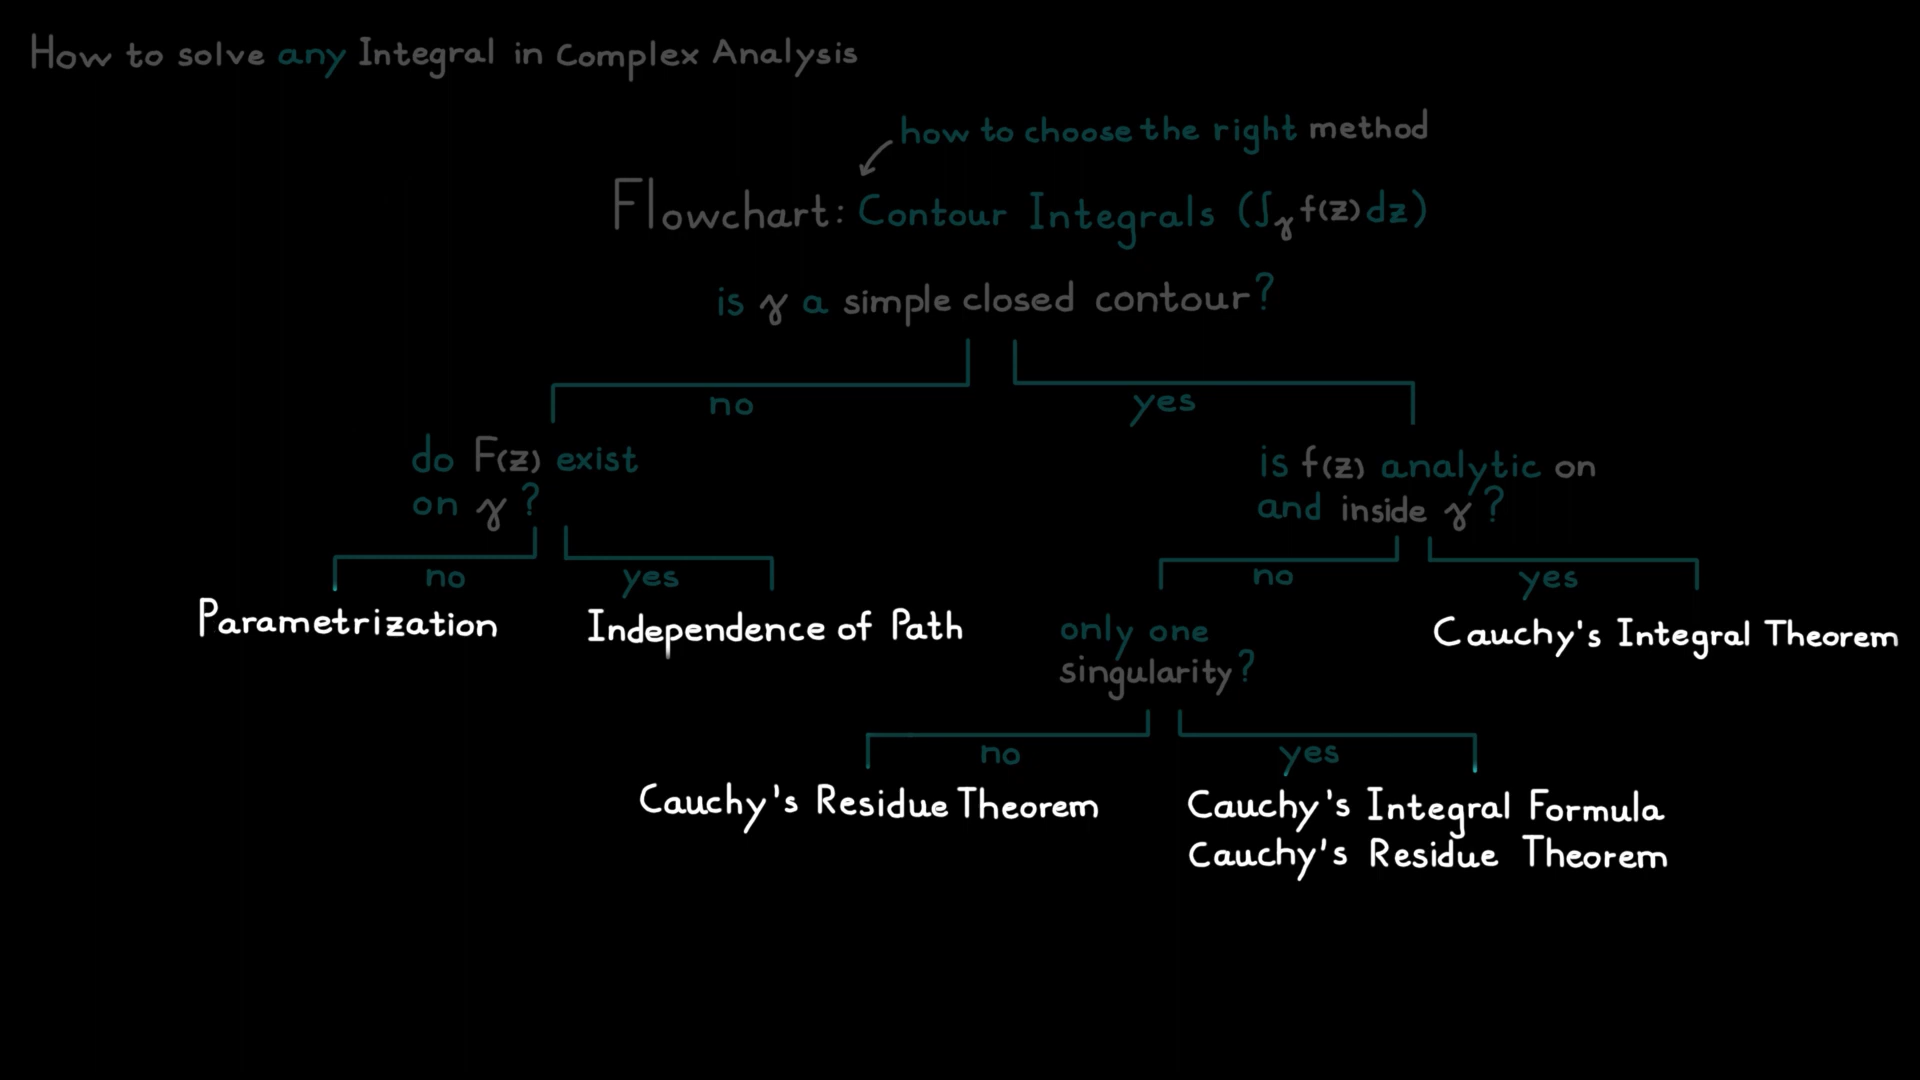 How to solve any Integral in Complex Analysis
how to choose the right method
Flowchart: Contour Integrals (∫γ f(z) dz)
is γ a simple closed contour?
no
yes
do F(z) exist
on γ ?
is f(z) analytic on
and inside γ ?
no
yes
no
yes
Parametrization
Independence of Path
only one
singularity?
Cauchy's Integral Theorem
no
yes
Cauchy's Residue Theorem
Cauchy's Integral Formula
Cauchy's Residue Theorem